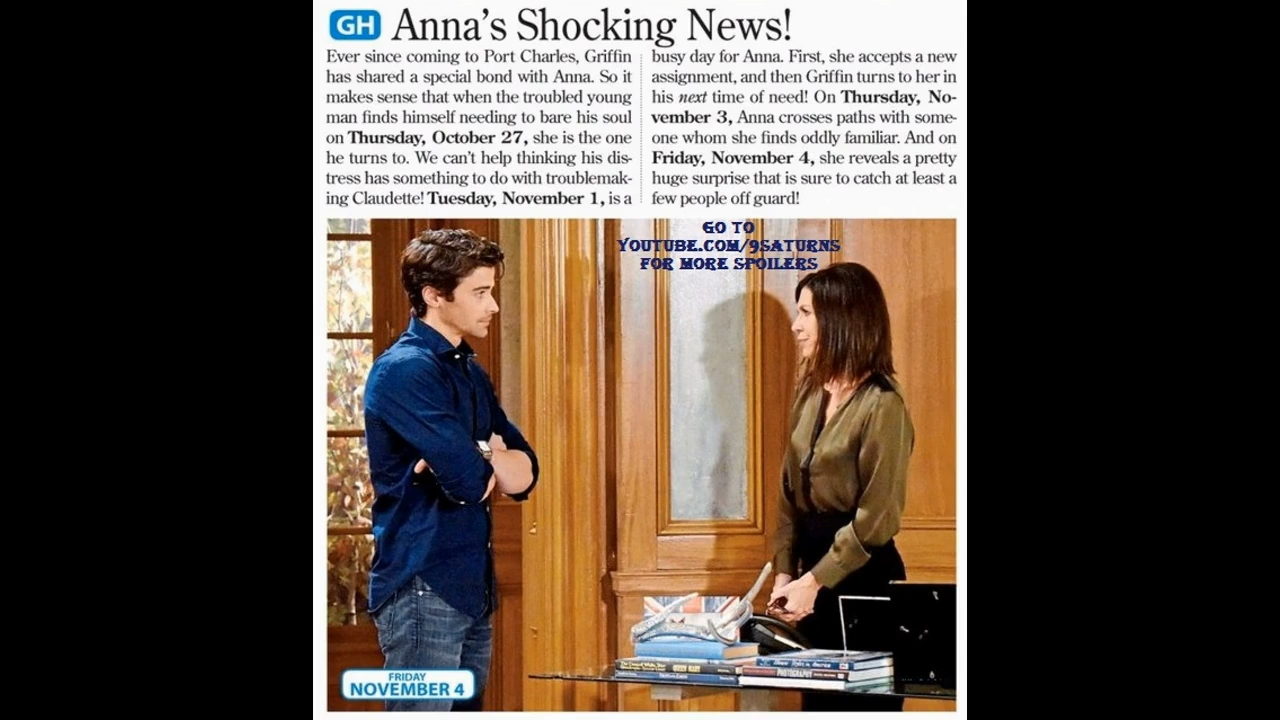 GH Anna's Shocking News!
Ever since coming to Port Charles, Griffin
has shared a special bond with Anna. So it
makes sense that when the troubled young
man finds himself needing to bare his soul
on Thursday, October 27, she is the one
he turns to. We can't help thinking his dis-
tress has something to do with troublemak-
ing Claudette! Tuesday, November 1, is a
busy day for Anna. First, she accepts a new
assignment, and then Griffin turns to her in
his next time of need! On Thursday, No-
vember 3, Anna crosses paths with some-
one whom she finds oddly familiar. And on
Friday, November 4, she reveals a pretty
huge surprise that is sure to catch at least a
few people off guard!
GO TO
YOUTUBE.COM/9SATURNS
FOR MORE SPOILERS
QUEEN MARY
PHOTOGRAPHY
FRIDAY
NOVEMBER 4